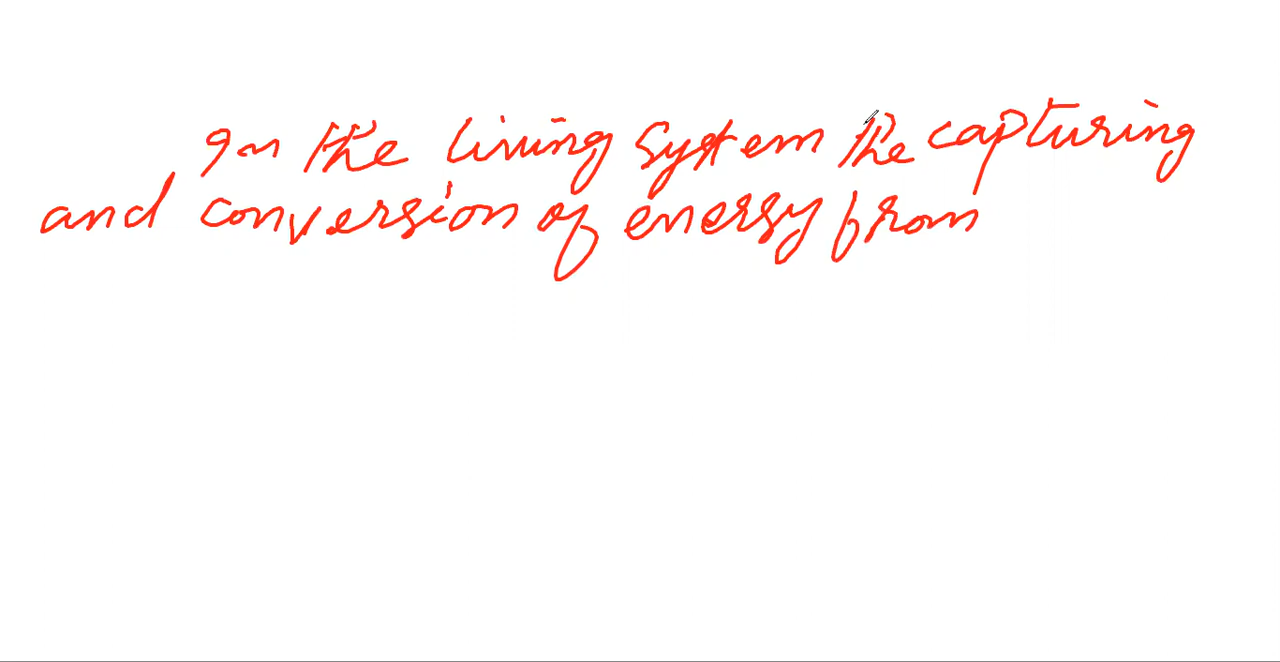 In the living system the capturing
and conversion of energy from